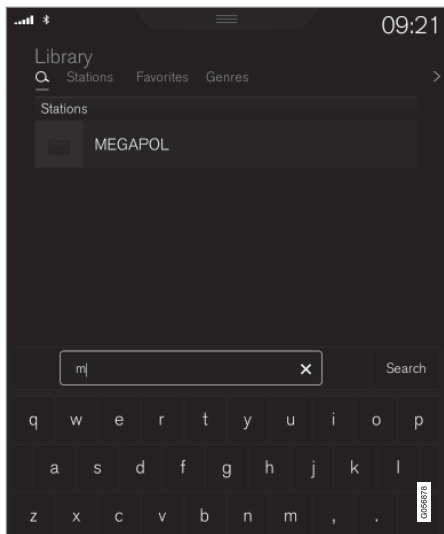 09:21
Library
Stations Favorites Genres
Stations
MEGAPOL
m
Search
q w e r t y u i o p
a s d f g h j k l
z x c v b n m , .
G056878